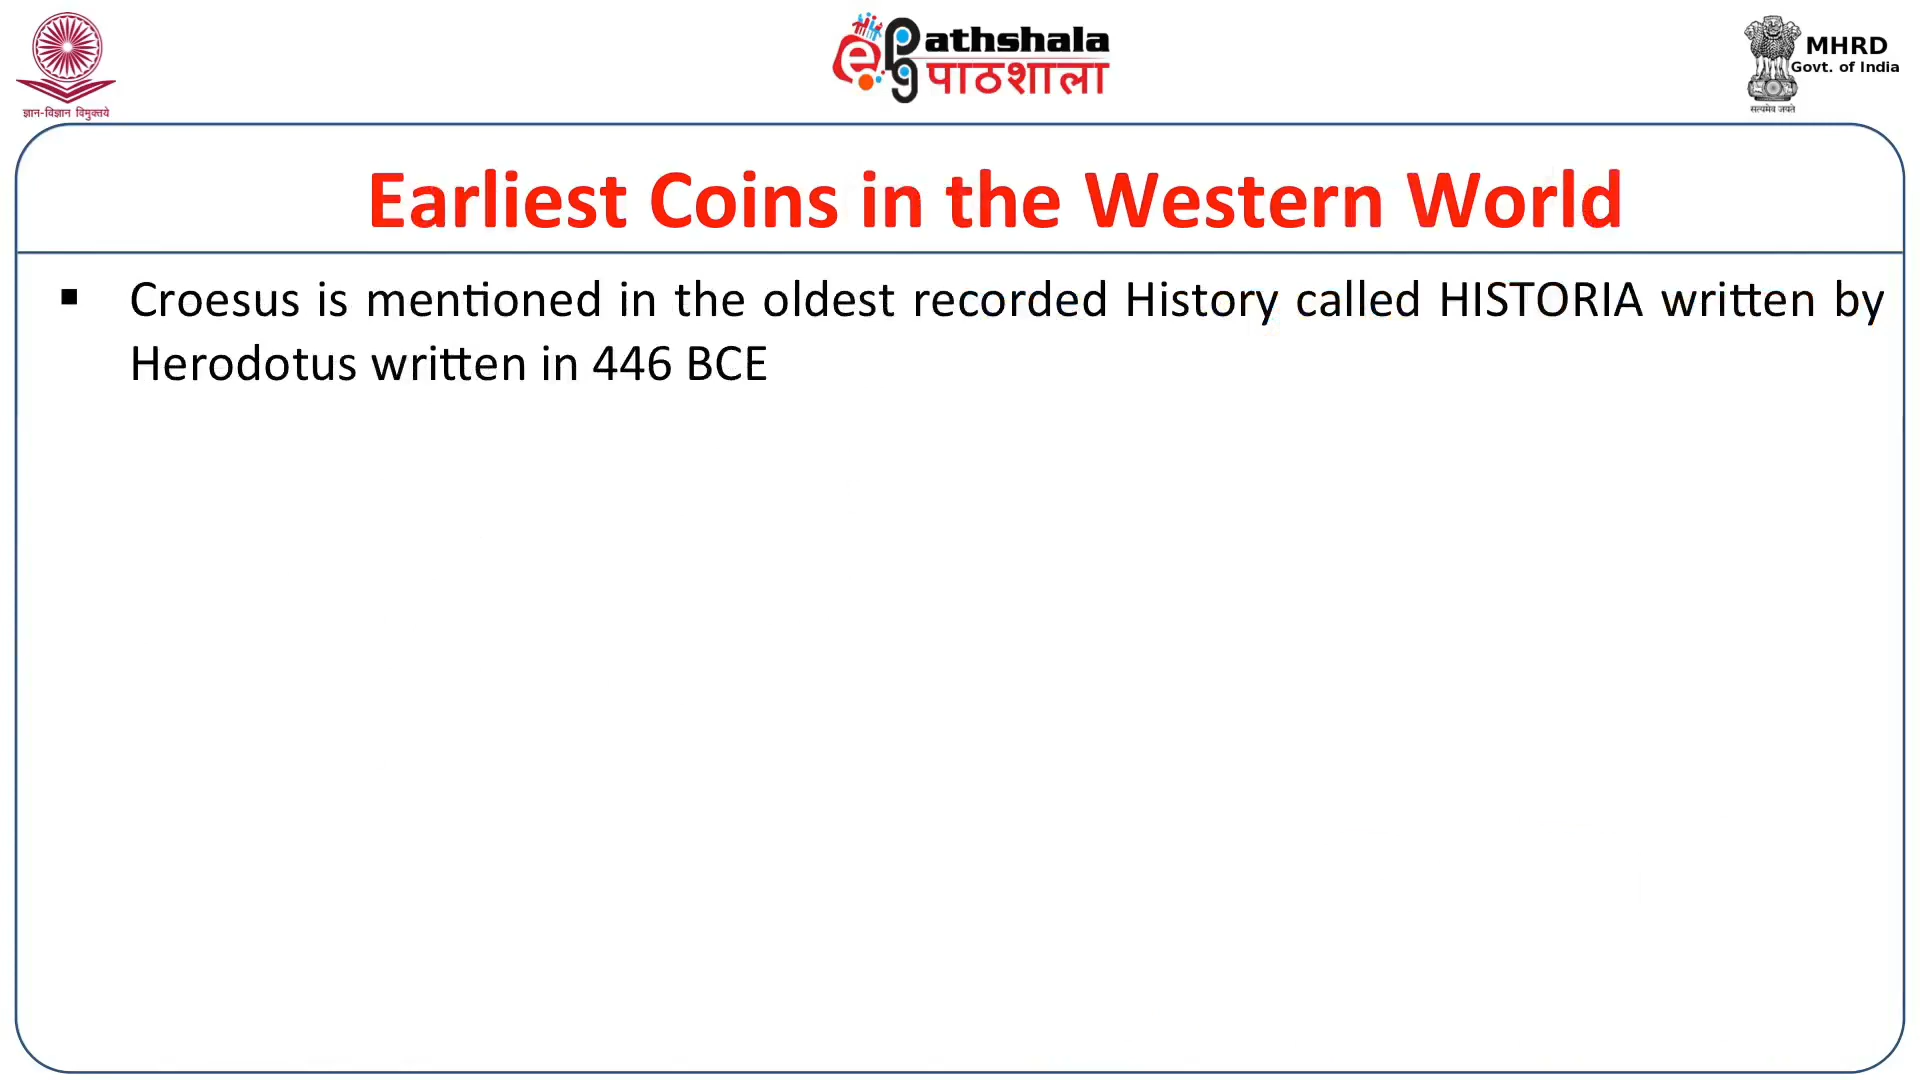 ज्ञान-विज्ञान विमुक्तये
ePathshala
पाठशाला
MHRD
Govt. of India
सत्यमेव जयते
Earliest Coins in the Western World
▪ Croesus is mentioned in the oldest recorded History called HISTORIA written by
Herodotus written in 446 BCE